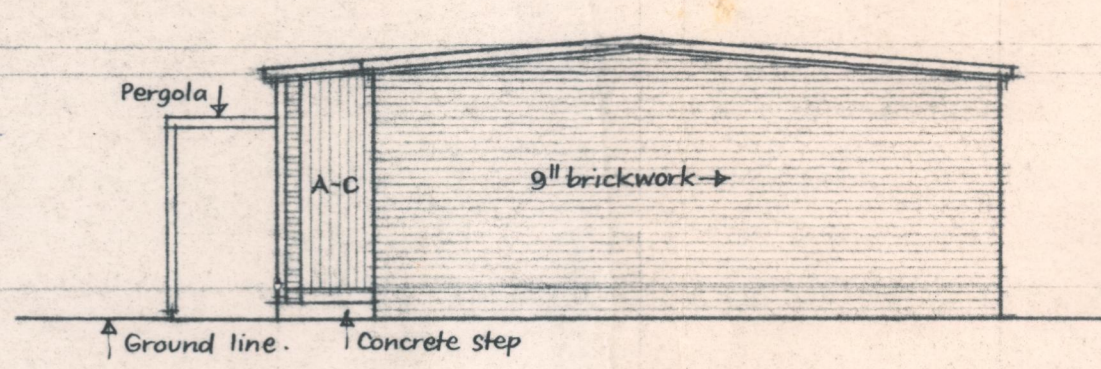 Pergola
A-C
9" brickwork
Ground line.
Concrete step